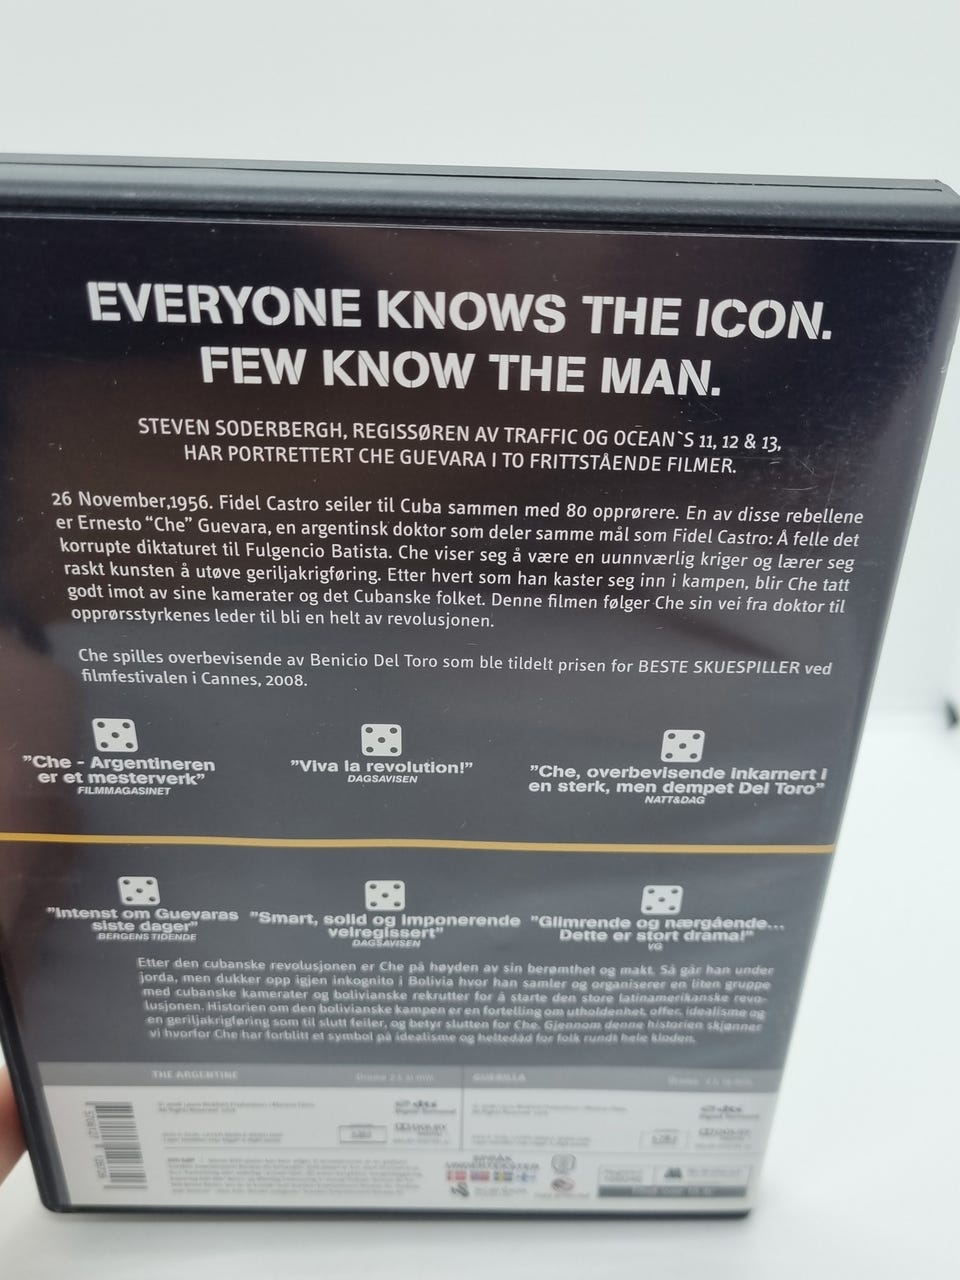 EVERYONE KNOWS THE ICON.
FEW KNOW THE MAN.
STEVEN SODERBERGH, REGISSØREN AV TRAFFIC OG OCEAN`S 11, 12 & 13,
HAR PORTRETTERT CHE GUEVARA I TO FRITTSTÅENDE FILMER.
26 November,1956. Fidel Castro seiler til Cuba sammen med 80 opprørere. En av disse rebellene
er Ernesto “Che” Guevara, en argentinsk doktor som deler samme mål som Fidel Castro: Å felle det
korrupte diktaturet til Fulgencio Batista. Che viser seg å være en uunnværlig kriger og lærer seg
raskt kunsten å utøve geriljakrigføring. Etter hvert som han kaster seg inn i kampen, blir Che tatt
godt imot av sine kamerater og det Cubanske folket. Denne filmen følger Che sin vei fra doktor til
opprørsstyrkenes leder til bli en helt av revolusjonen.
Che spilles overbevisende av Benicio Del Toro som ble tildelt prisen for BESTE SKUESPILLER ved
filmfestivalen i Cannes, 2008.
”Che - Argentineren
er et mesterverk”
FILMMAGASINET
”Viva la revolution!”
DAGSAVISEN
”Che, overbevisende inkarnert i
en sterk, men dempet Del Toro”
NATT&DAG
”Intenst om Guevaras
siste dager”
BERGENS TIDENDE
”Smart, solid og imponerende
velregissert”
DAGSAVISEN
”Glimrende og nærgående...
Dette er stort drama!”
VG
Etter den cubanske revolusjonen er Che på høyden av sin berømthet og makt. Så går han under
jorda, men dukker opp igjen inkognito i Bolivia hvor han samler og organiserer en liten gruppe
med cubanske kamerater og bolivianske rekrutter for å starte den store latinamerikanske revo-
lusjonen. Historien om den bolivianske kampen er en fortelling om utholdenhet, offer, idealisme og
en geriljakrigføring som til slutt feiler, og betyr slutten for Che. Gjennom denne historien skjønner
vi hvorfor Che har forblitt et symbol på idealisme og heltedåd for folk rundt hele kloden.
THE ARGENTINE
GUERILLA
dts
dts
SPRÅK
UNDERTEKSTER